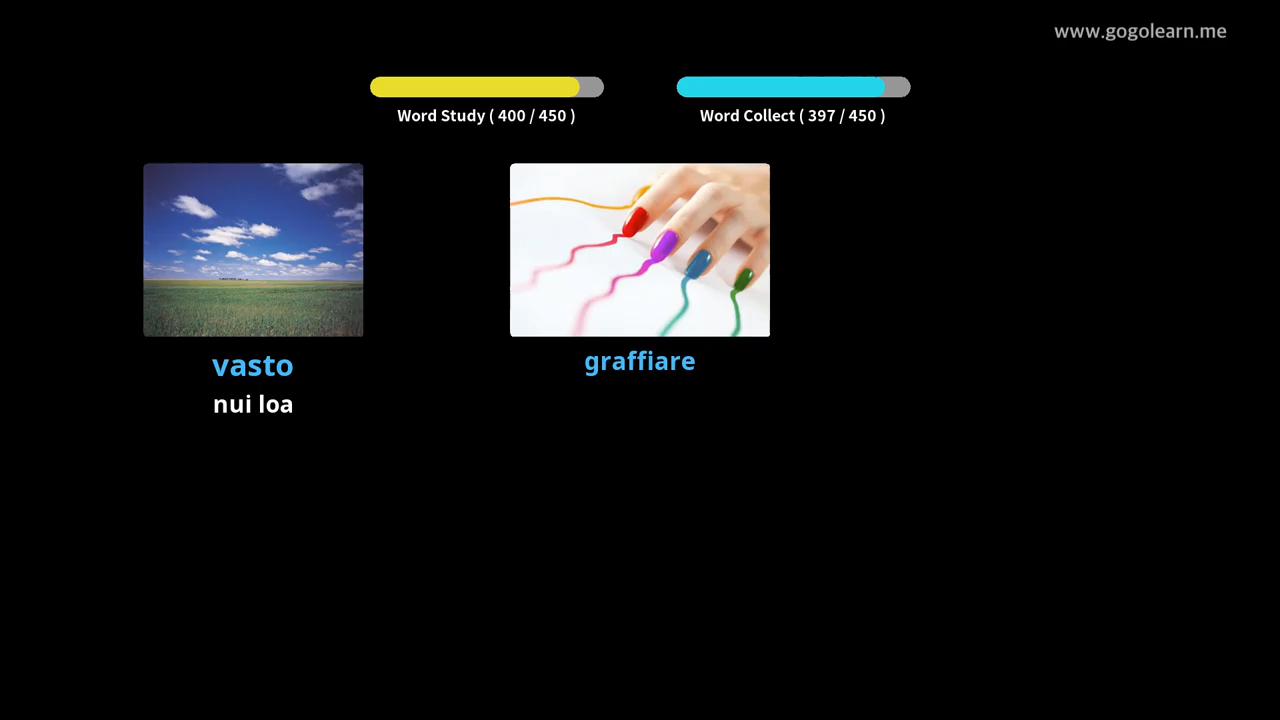 www.gogolearn.me
Word Study ( 400 / 450 )
Word Collect ( 397 / 450 )
vasto
nui loa
graffiare